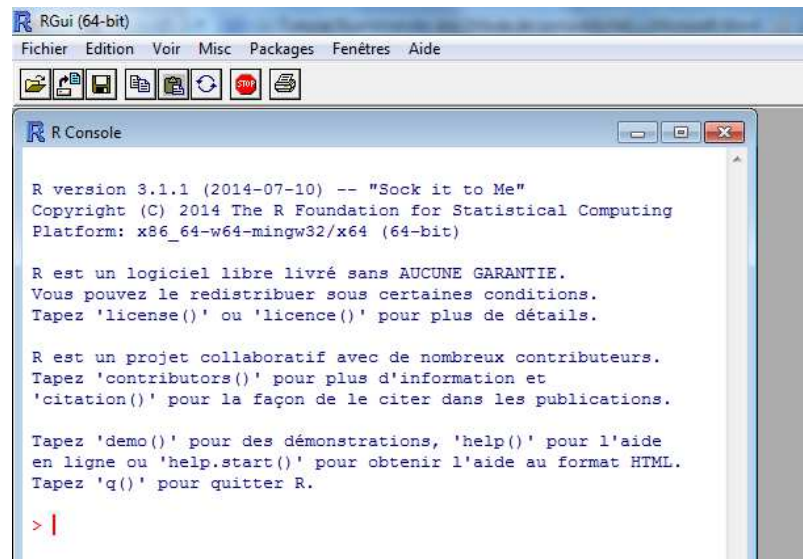 RGui (64-bit)
Fichier Edition Voir Misc Packages Fenêtres Aide
STOP
R Console
R version 3.1.1 (2014-07-10) -- "Sock it to Me"
Copyright (C) 2014 The R Foundation for Statistical Computing
Platform: x86_64-w64-mingw32/x64 (64-bit)
R est un logiciel libre livré sans AUCUNE GARANTIE.
Vous pouvez le redistribuer sous certaines conditions.
Tapez 'license()' ou 'licence()' pour plus de détails.
R est un projet collaboratif avec de nombreux contributeurs.
Tapez 'contributors()' pour plus d'information et
'citation()' pour la façon de le citer dans les publications.
Tapez 'demo()' pour des démonstrations, 'help()' pour l'aide
en ligne ou 'help.start()' pour obtenir l'aide au format HTML.
Tapez 'q()' pour quitter R.
>